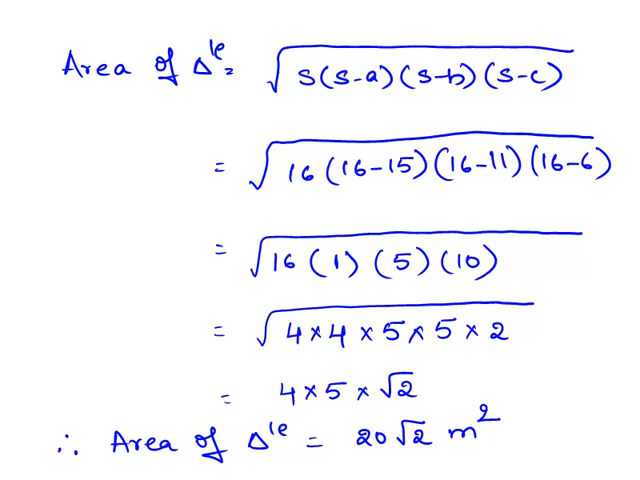 Area of Δle = √s(s-a)(s-b)(s-c)
= √16(16-15)(16-11)(16-6)
= √16(1)(5)(10)
= √4×4×5×5×2
= 4×5×√2
∴ Area of Δle = 20√2 m²